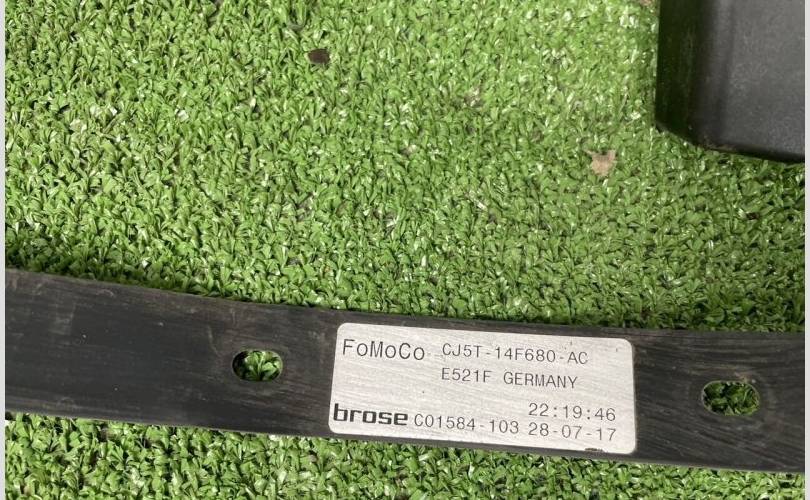 FoMoCo CJ5T-14F680-AC
E521F GERMANY
22:19:46
brose C01584-103 28-07-17